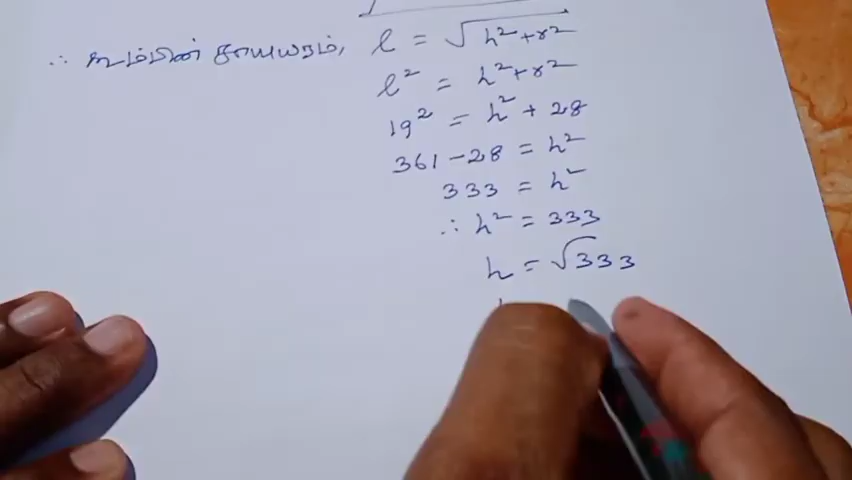 ∴ கூம்பின் சாயுயரம், l = √h²+r²
l² = h²+r²
19² = h² + 28
361-28 = h²
333 = h²
∴ h² = 333
h = √333